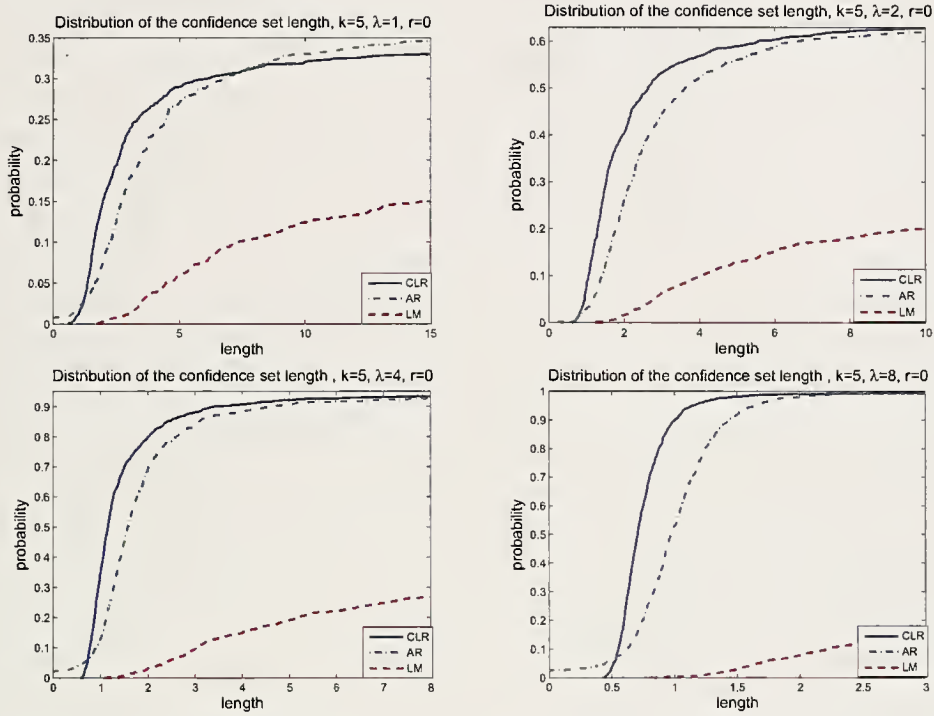 Distribution of the confidence set length, k=5, λ=1, r=0
0.35
0.3
0.25
0.2
0.15
0.1
0.05
0
probability
0 5 10 15
length
CLR
AR
LM
Distribution of the confidence set length, k=5, λ=2, r=0
0.6
0.5
0.4
0.3
0.2
0.1
0
probability
0 2 4 6 8 10
length
CLR
AR
LM
Distribution of the confidence set length , k=5, λ=4, r=0
0.9
0.8
0.7
0.6
0.5
0.4
0.3
0.2
0.1
0
probability
0 1 2 3 4 5 6 7 8
length
CLR
AR
LM
Distribution of the confidence set length , k=5, λ=8, r=0
1
0.9
0.8
0.7
0.6
0.5
0.4
0.3
0.2
0.1
0
probability
0 0.5 1 1.5 2 2.5 3
length
CLR
AR
LM